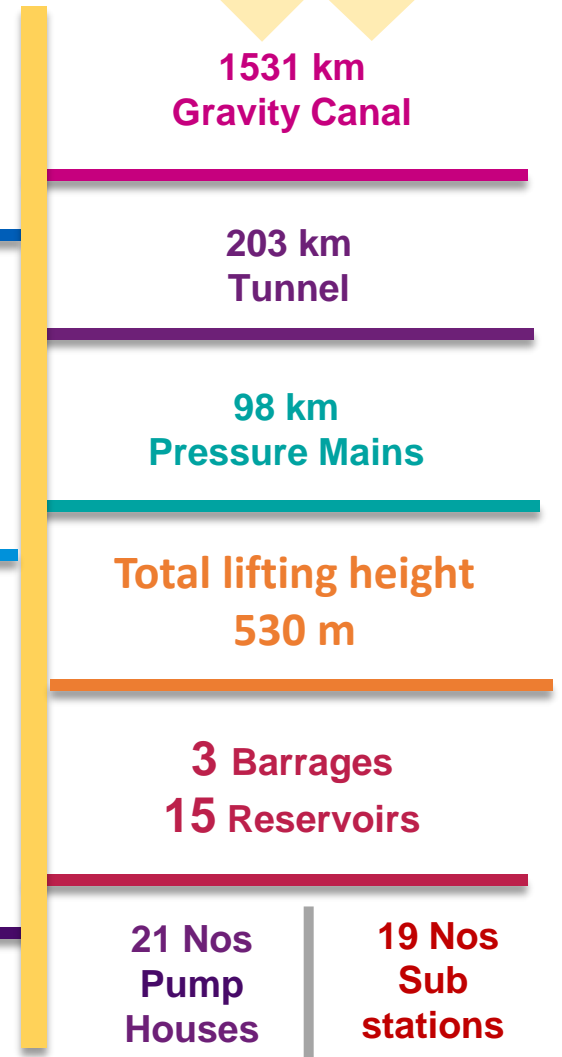 1531 km
Gravity Canal
203 km
Tunnel
98 km
Pressure Mains
Total lifting height
530 m
3 Barrages
15 Reservoirs
21 Nos
Pump
Houses
19 Nos
Sub
stations